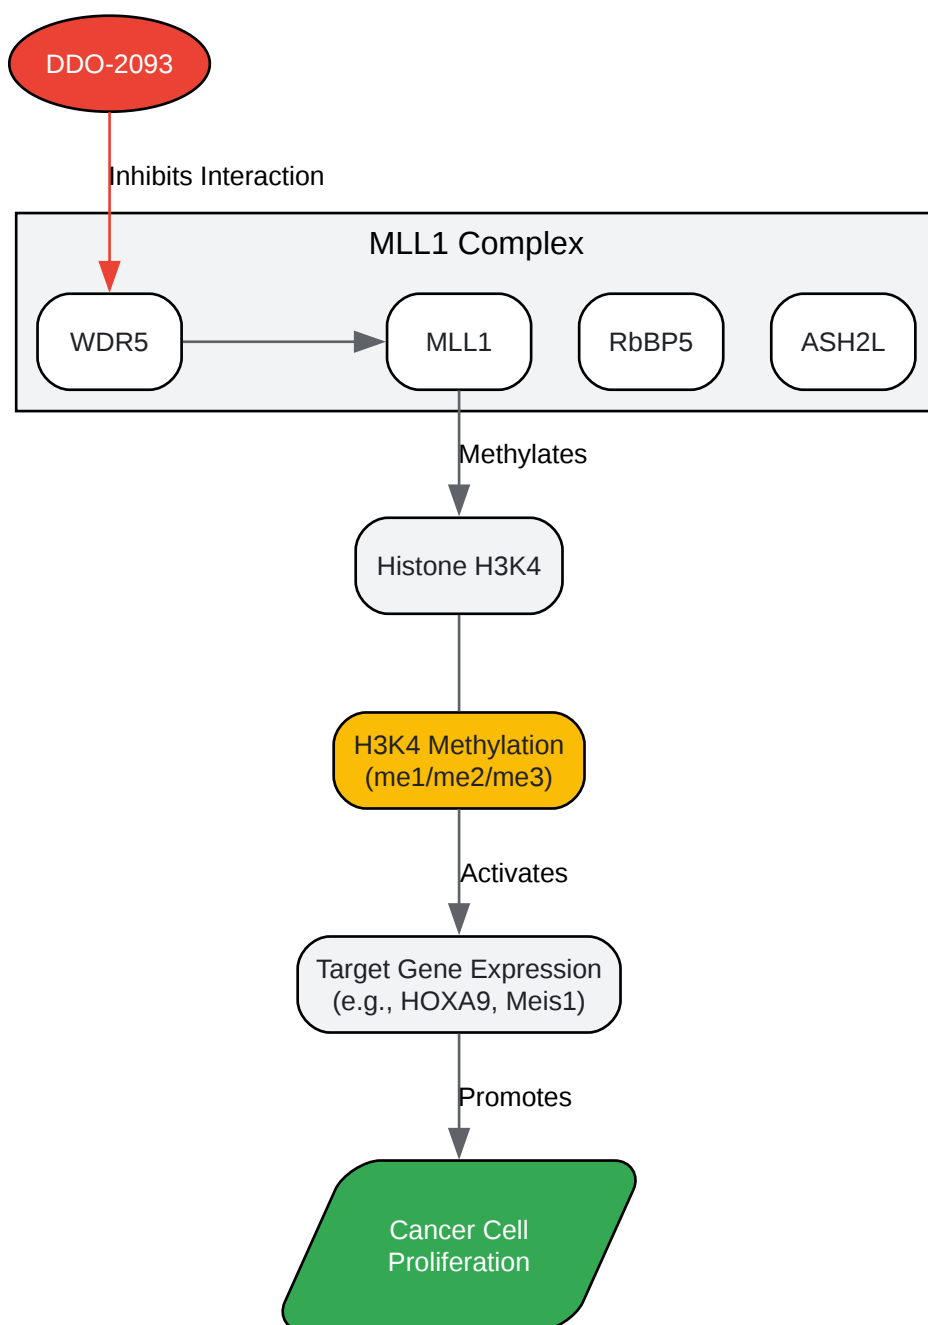 DDO-2093
Inhibits Interaction
MLL1 Complex
WDR5
MLL1
RbBP5
ASH2L
Methylates
Histone H3K4
H3K4 Methylation
(me1/me2/me3)
Activates
Target Gene Expression
(e.g., HOXA9, Meis1)
Promotes
Cancer Cell
Proliferation